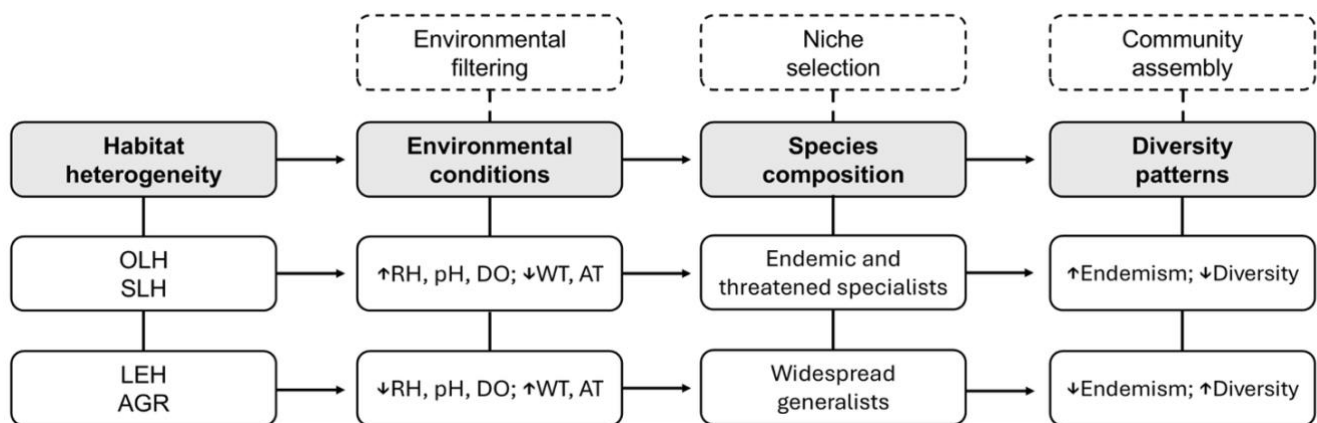 Environmental
filtering
Niche
selection
Community
assembly
Habitat
heterogeneity
Environmental
conditions
Species
composition
Diversity
patterns
OLH
SLH
↑RH, pH, DO; ↓WT, AT
Endemic and
threatened specialists
↑Endemism; ↓Diversity
LEH
AGR
↓RH, pH, DO; ↑WT, AT
Widespread
generalists
↓Endemism; ↑Diversity